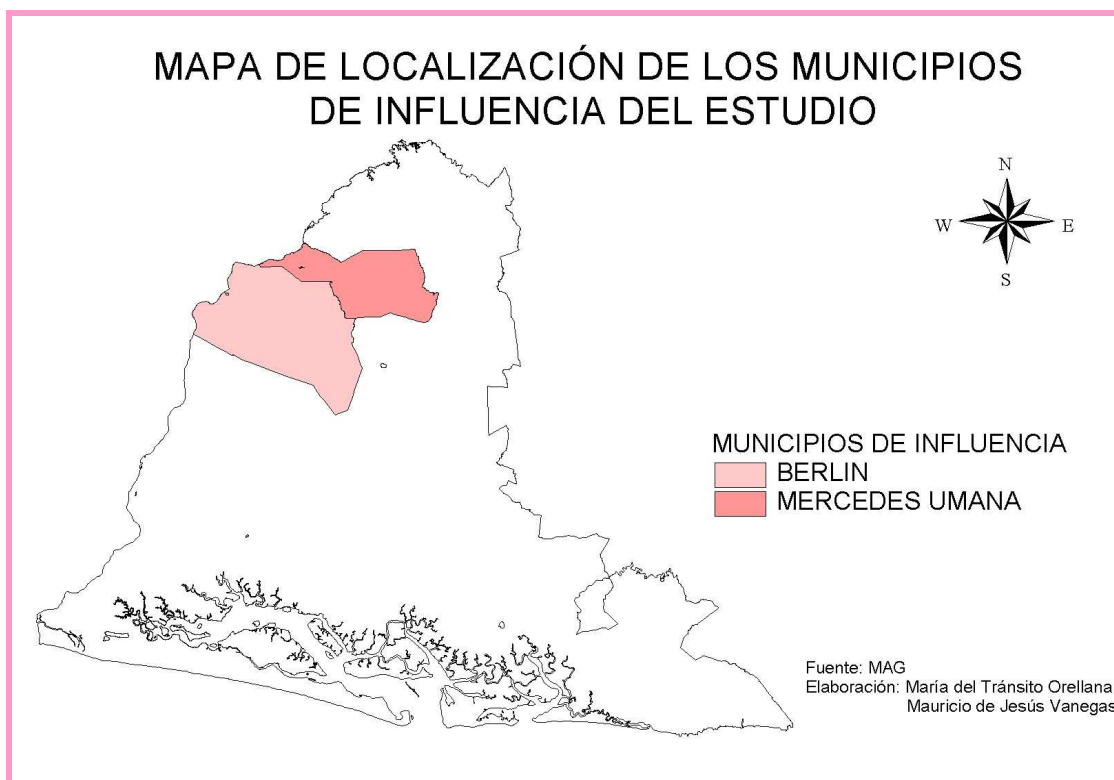 MAPA DE LOCALIZACIÓN DE LOS MUNICIPIOS
DE INFLUENCIA DEL ESTUDIO
N
W E
S
MUNICIPIOS DE INFLUENCIA
BERLIN
MERCEDES UMANA
Fuente: MAG
Elaboración: María del Tránsito Orellana
Mauricio de Jesús Vanegas